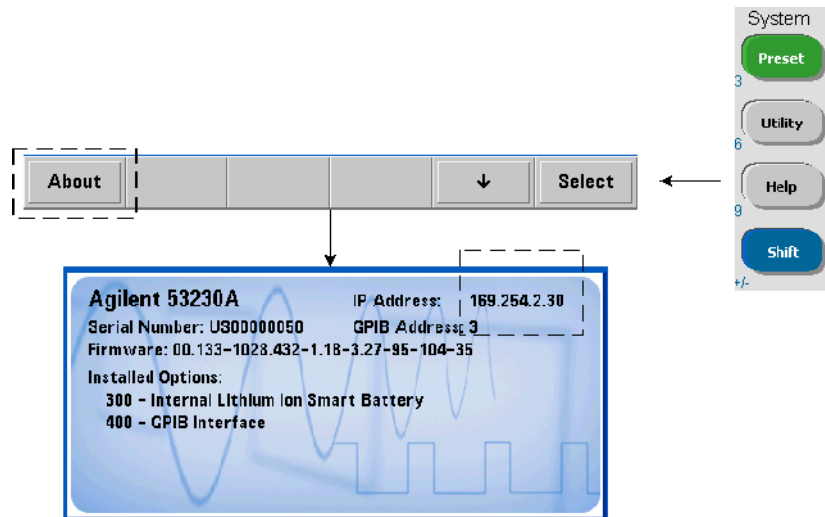 System
Preset
3
Utility
6
Help
9
Shift
+/-
About ↓ Select
Agilent 53230A IP Address: 169.254.2.30
Serial Number: US00000050 GPIB Address: 3
Firmware: 00.133-1028.432-1.18-3.27-95-104-35
Installed Options:
300 - Internal Lithium Ion Smart Battery
400 - GPIB Interface